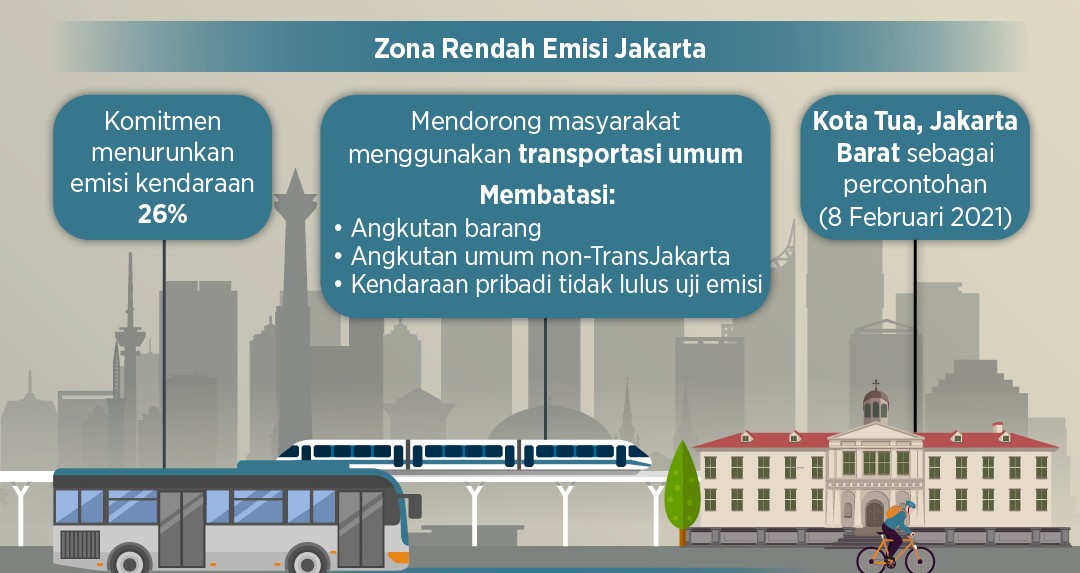 Zona Rendah Emisi Jakarta
Komitmen
menurunkan
emisi kendaraan
26%
Mendorong masyarakat
menggunakan transportasi umum
Membatasi:
• Angkutan barang
• Angkutan umum non-TransJakarta
• Kendaraan pribadi tidak lulus uji emisi
Kota Tua, Jakarta
Barat sebagai
percontohan
(8 Februari 2021)